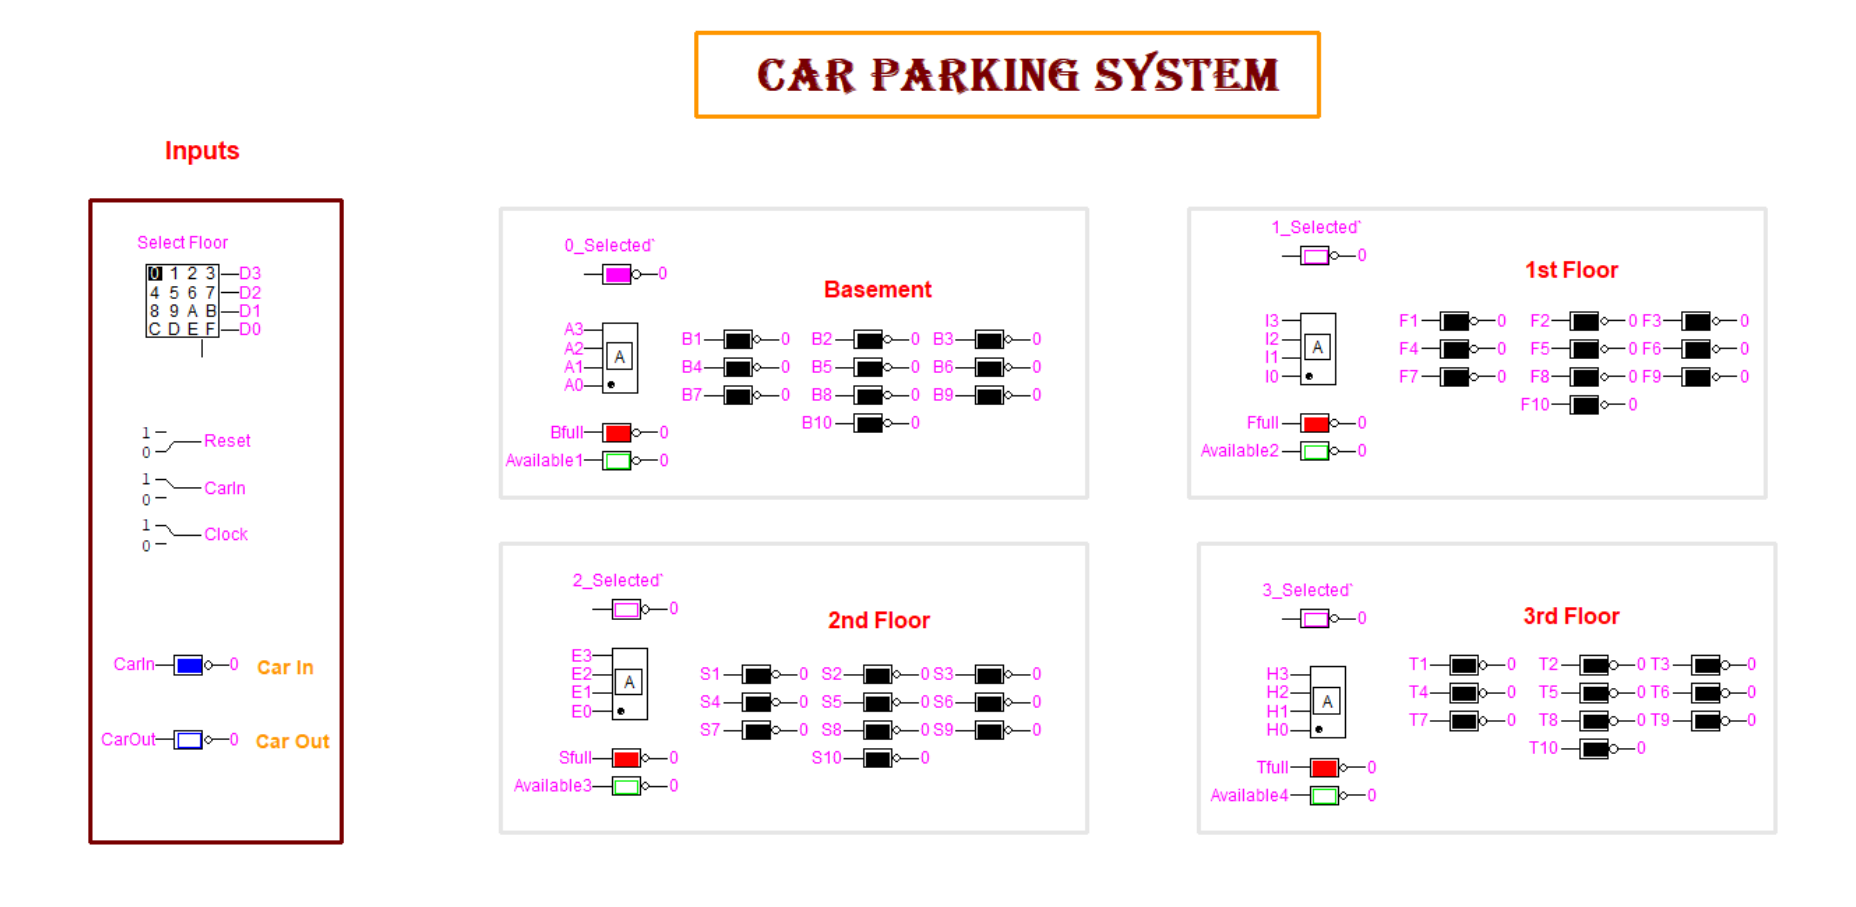 CAR PARKING SYSTEM
Inputs
Select Floor
0 1 2 3 D3
4 5 6 7 D2
8 9 A B D1
C D E F D0
1
0 Reset
1
0 CarIn
1
0 Clock
CarIn 0 Car In
CarOut 0 Car Out
0_Selected`
0
Basement
A3
A2
A1
A0
A
B1 0 B2 0 B3 0
B4 0 B5 0 B6 0
B7 0 B8 0 B9 0
B10 0
Bfull 0
Available1 0
1_Selected`
0
1st Floor
I3
I2
I1
I0
A
F1 0 F2 0 F3 0
F4 0 F5 0 F6 0
F7 0 F8 0 F9 0
F10 0
Ffull 0
Available2 0
2_Selected`
0
2nd Floor
E3
E2
E1
E0
A
S1 0 S2 0 S3 0
S4 0 S5 0 S6 0
S7 0 S8 0 S9 0
S10 0
Sfull 0
Available3 0
3_Selected`
0
3rd Floor
H3
H2
H1
H0
A
T1 0 T2 0 T3 0
T4 0 T5 0 T6 0
T7 0 T8 0 T9 0
T10 0
Tfull 0
Available4 0